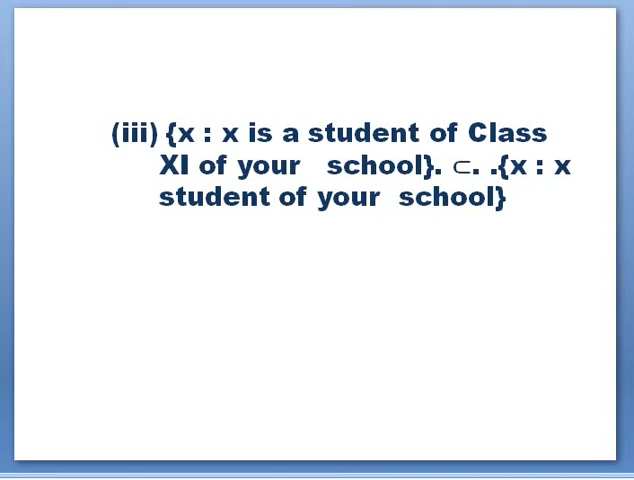 (iii) {x : x is a student of Class
XI of your school}. ⊂. .{x : x
student of your school}